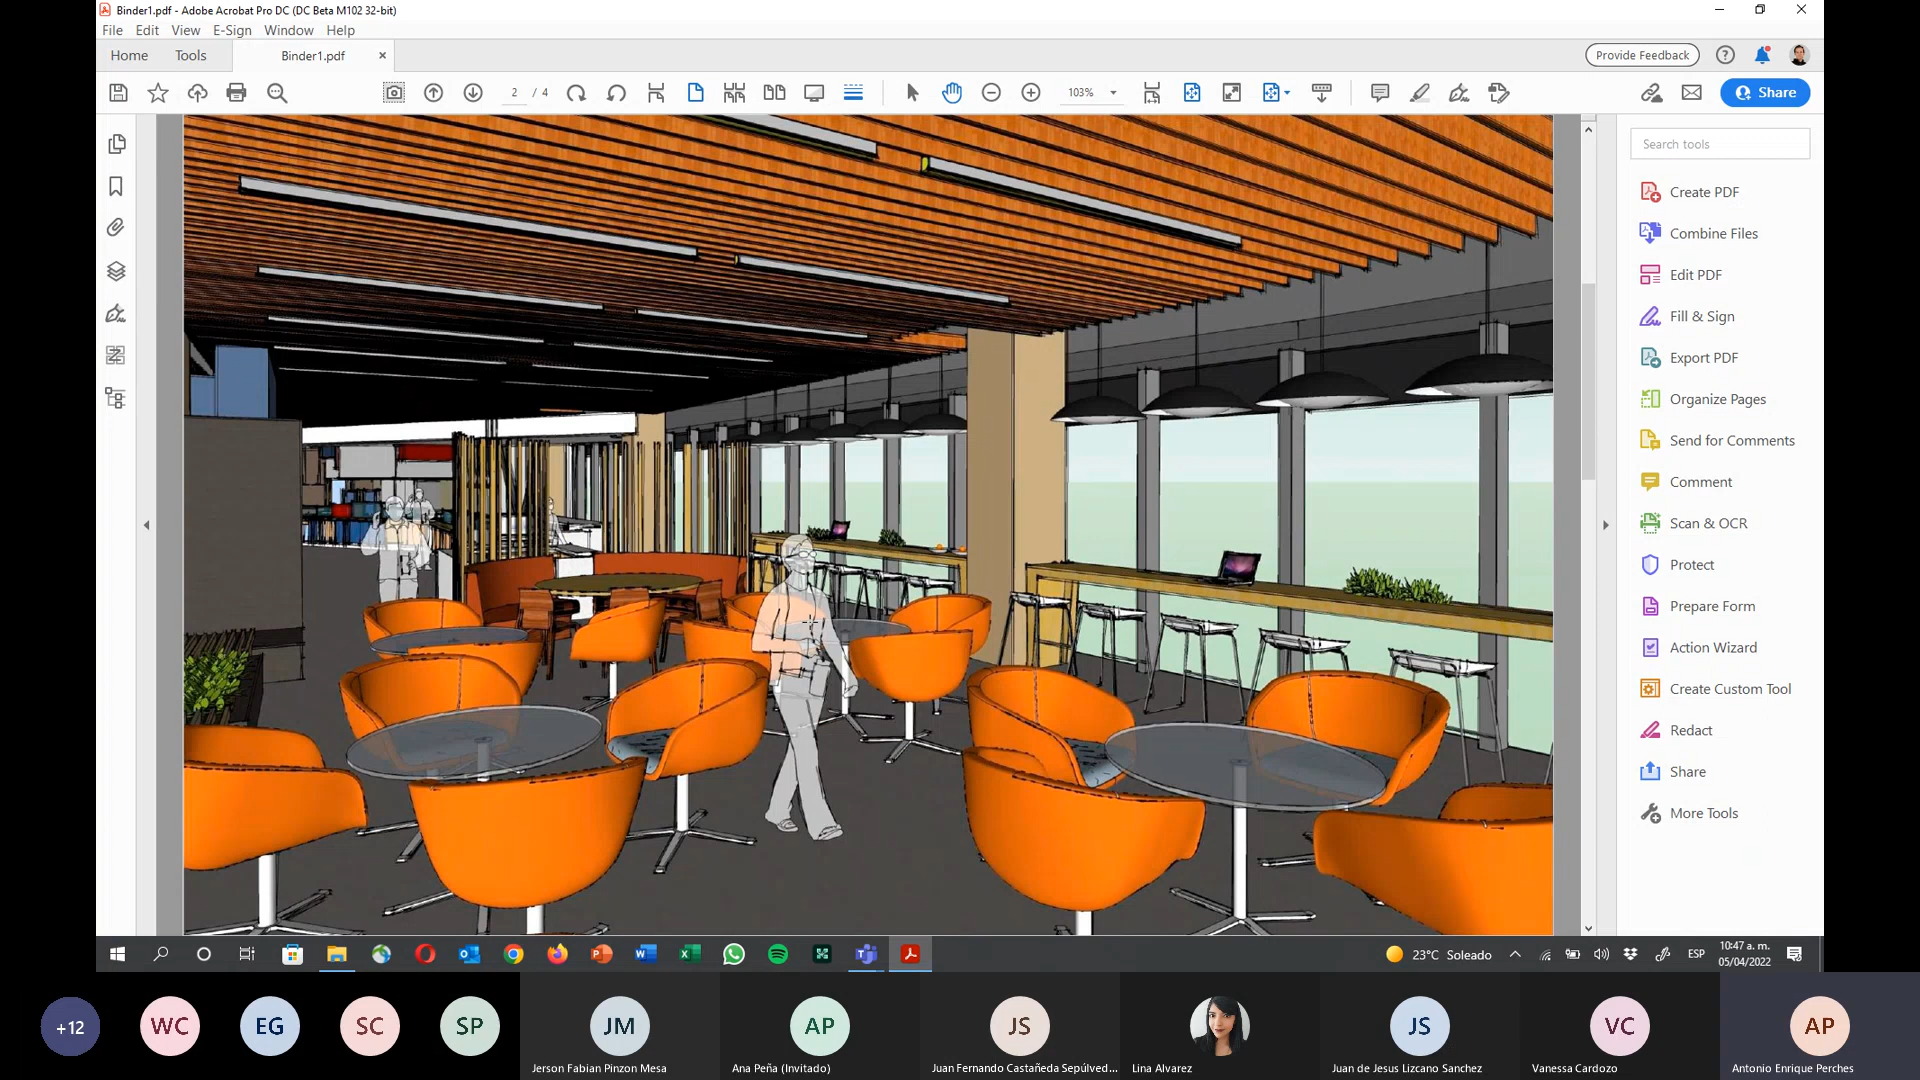 Binder1.pdf - Adobe Acrobat Pro DC (DC Beta M102 32-bit)
File Edit View E-Sign Window Help
Home Tools Binder1.pdf Provide Feedback
2 / 4 103% Share
Search tools
Create PDF
Combine Files
Edit PDF
Fill & Sign
Export PDF
Organize Pages
Send for Comments
Comment
Scan & OCR
Protect
Prepare Form
Action Wizard
Create Custom Tool
Redact
Share
More Tools
23°C Soleado ESP 10:47 a. m.
05/04/2022
+12 WC EG SC SP JM AP JS JS VC AP
Jerson Fabian Pinzon Mesa Ana Peña (Invitado) Juan Fernando Castañeda Sepúlved... Lina Alvarez Juan de Jesus Lizcano Sanchez Vanessa Cardozo Antonio Enrique Perches